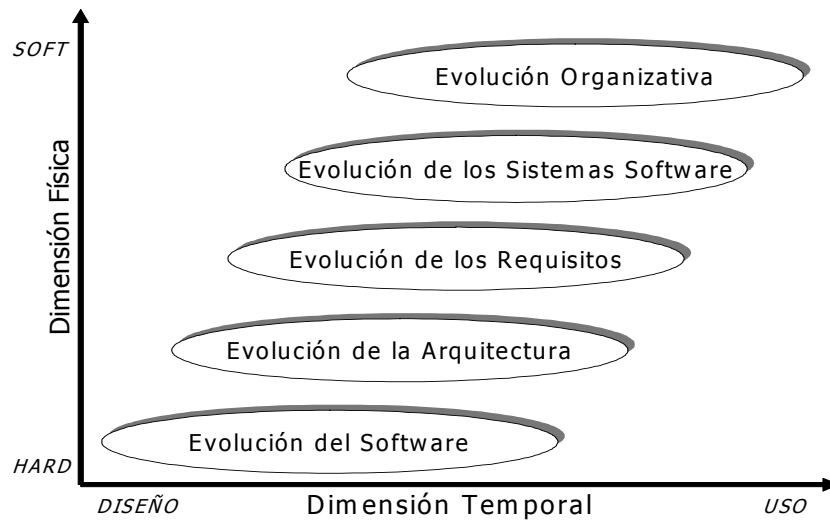 SOFT
Evolución Organizativa
Evolución de los Sistemas Software
Dimensión Física
Evolución de los Requisitos
Evolución de la Arquitectura
Evolución del Software
HARD
DISEÑO
Dimensión Temporal
USO